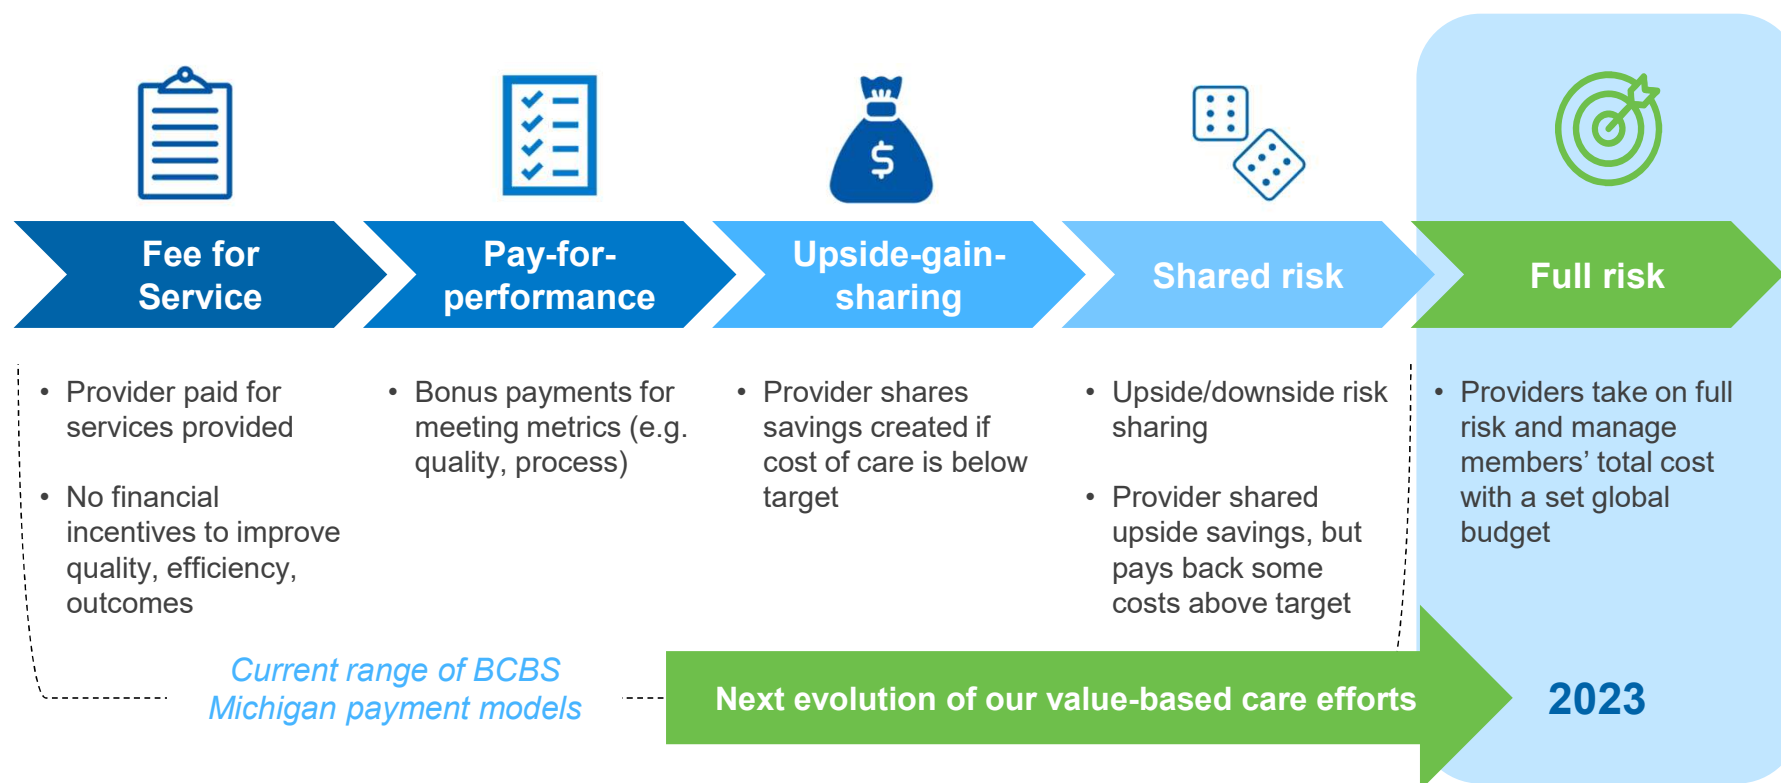 $
Fee for
Service
Pay-for-
performance
Upside-gain-
sharing
Shared risk
Full risk
• Provider paid for
services provided
• No financial
incentives to improve
quality, efficiency,
outcomes
• Bonus payments for
meeting metrics (e.g.
quality, process)
• Provider shares
savings created if
cost of care is below
target
• Upside/downside risk
sharing
• Provider shared
upside savings, but
pays back some
costs above target
• Providers take on full
risk and manage
members’ total cost
with a set global
budget
Current range of BCBS
Michigan payment models
Next evolution of our value-based care efforts
2023